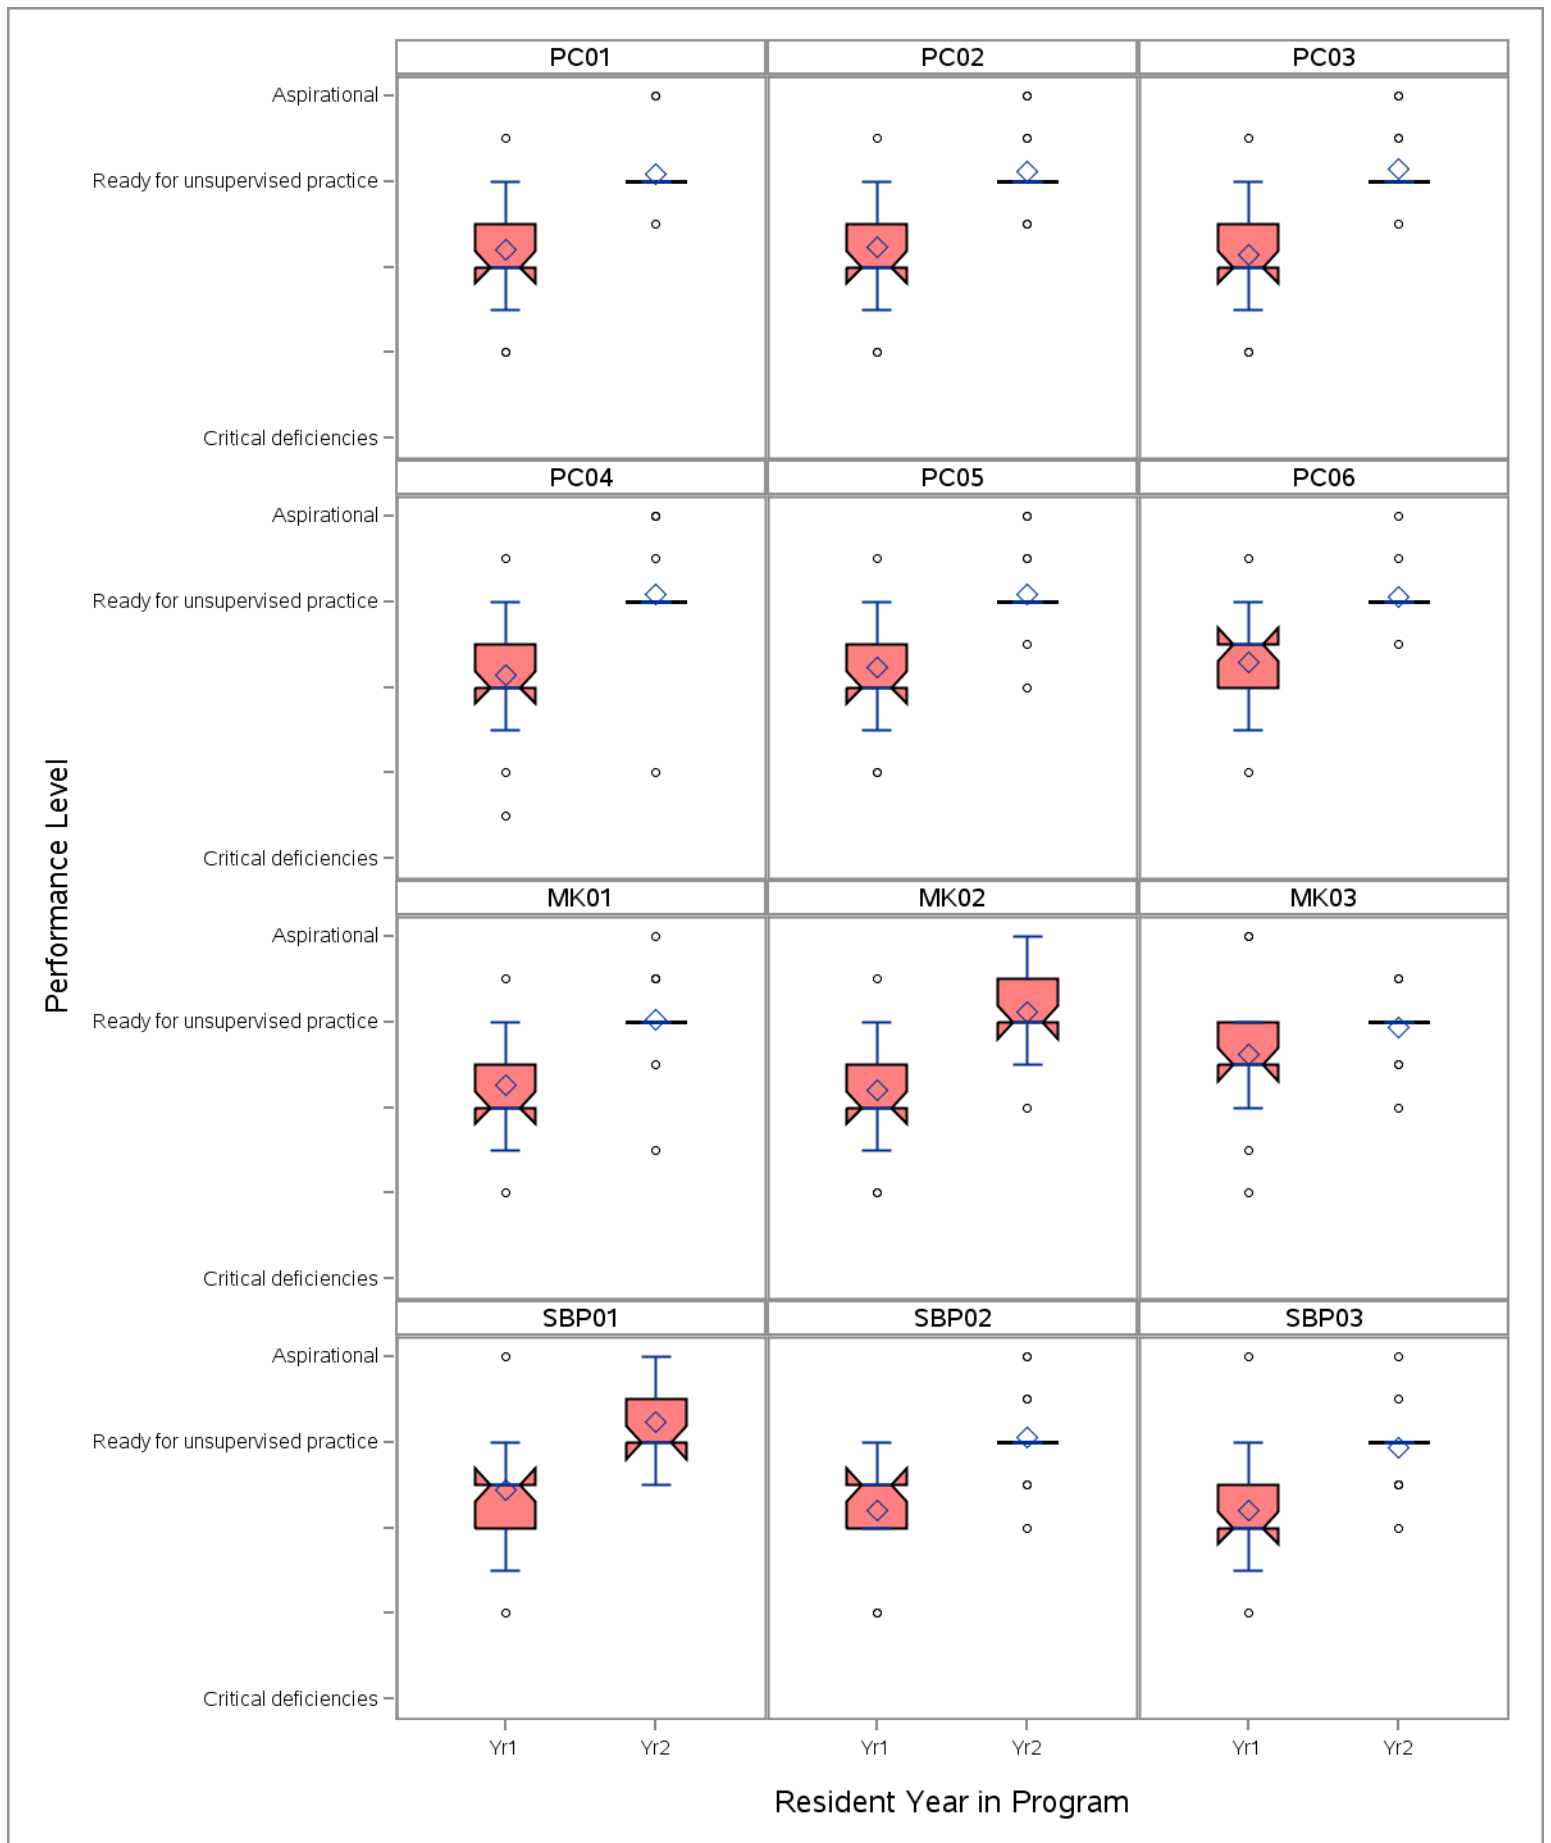 PC01 PC02 PC03
Aspirational
Ready for unsupervised practice
Critical deficiencies
PC04 PC05 PC06
Aspirational
Ready for unsupervised practice
Critical deficiencies
Performance Level
MK01 MK02 MK03
Aspirational
Ready for unsupervised practice
Critical deficiencies
SBP01 SBP02 SBP03
Aspirational
Ready for unsupervised practice
Critical deficiencies
Yr1 Yr2 Yr1 Yr2 Yr1 Yr2
Resident Year in Program